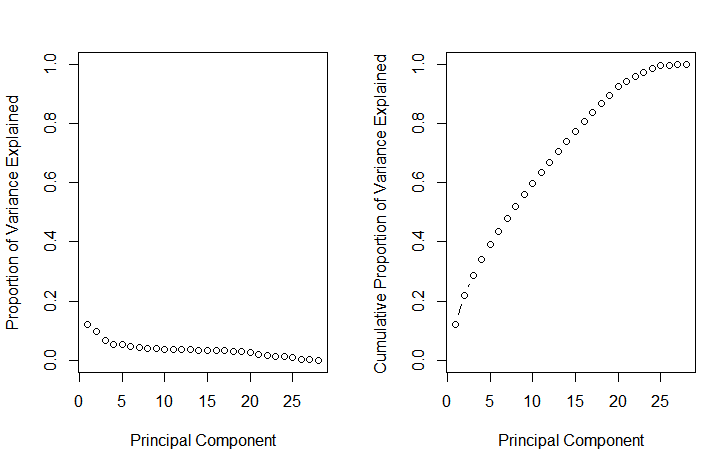 Proportion of Variance Explained
1.0
0.8
0.6
0.4
0.2
0.0
0 5 10 15 20 25
Principal Component
Cumulative Proportion of Variance Explained
1.0
0.8
0.6
0.4
0.2
0.0
0 5 10 15 20 25
Principal Component